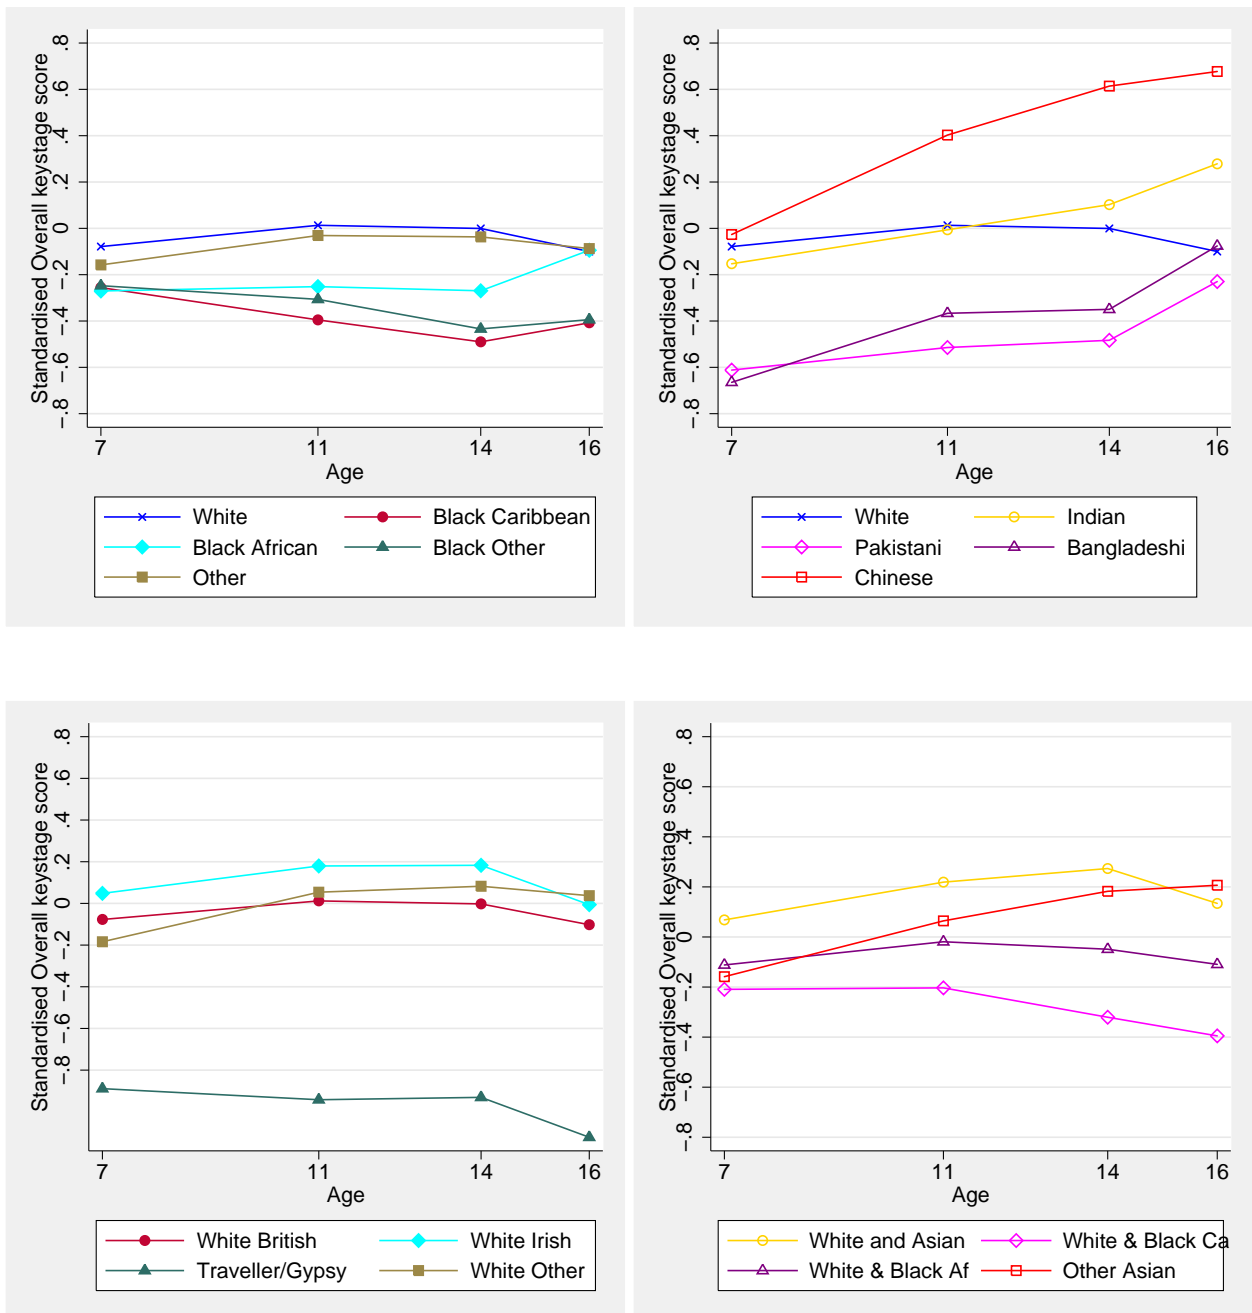 Standardised Overall keystage score
.8
.6
.4
.2
0
−.2
−.4
−.6
−.8
7 11 14 16
Age
White Black Caribbean
Black African Black Other
Other
Standardised Overall keystage score
.8
.6
.4
.2
0
−.2
−.4
−.6
−.8
7 11 14 16
Age
White Indian
Pakistani Bangladeshi
Chinese
Standardised Overall keystage score
.8
.6
.4
.2
0
−.2
−.4
−.6
−.8
7 11 14 16
Age
White British White Irish
Traveller/Gypsy White Other
Standardised Overall keystage score
.8
.6
.4
.2
0
−.2
−.4
−.6
−.8
7 11 14 16
Age
White and Asian White & Black Ca
White & Black Af Other Asian